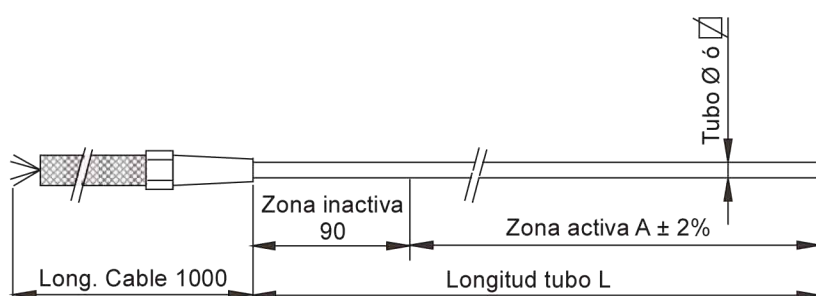 Tubo Ø ó
Zona inactiva
90
Zona activa A ± 2%
Long. Cable 1000
Longitud tubo L